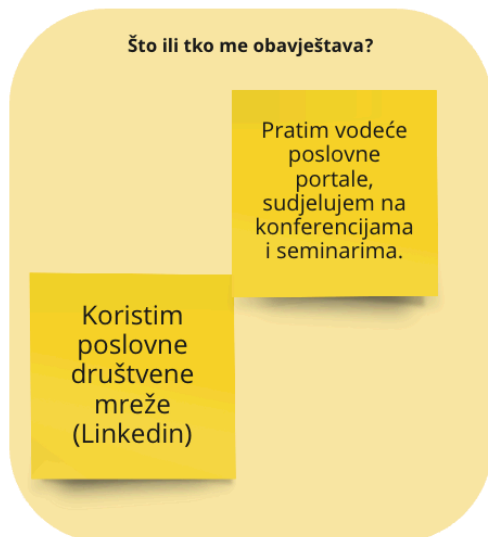 Što ili tko me obavještava?
Pratim vodeće
poslovne
portale,
sudjelujem na
konferencijama
i seminarima.
Koristim
poslovne
društvene
mreže
(Linkedin)